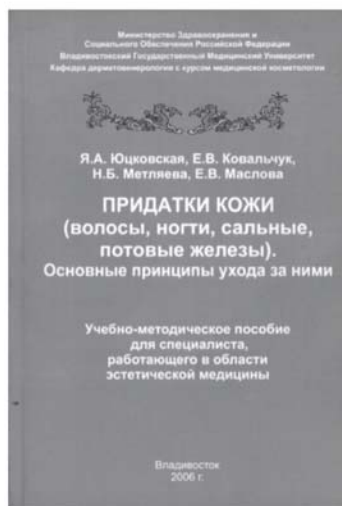 Министерство Здравоохранения и
Социального Обеспечения Российской Федерации
Владивостокский Государственный Медицинский Университет
Кафедра дерматовенерологии с курсом медицинской косметологии
Я.А. Юцковская, Е.В. Ковальчук,
Н.Б. Метляева, Е.В. Маслова
ПРИДАТКИ КОЖИ
(волосы, ногти, сальные,
потовые железы).
Основные принципы ухода за ними
Учебно-методическое пособие
для специалиста,
работающего в области
эстетической медицины
Владивосток
2006 г.